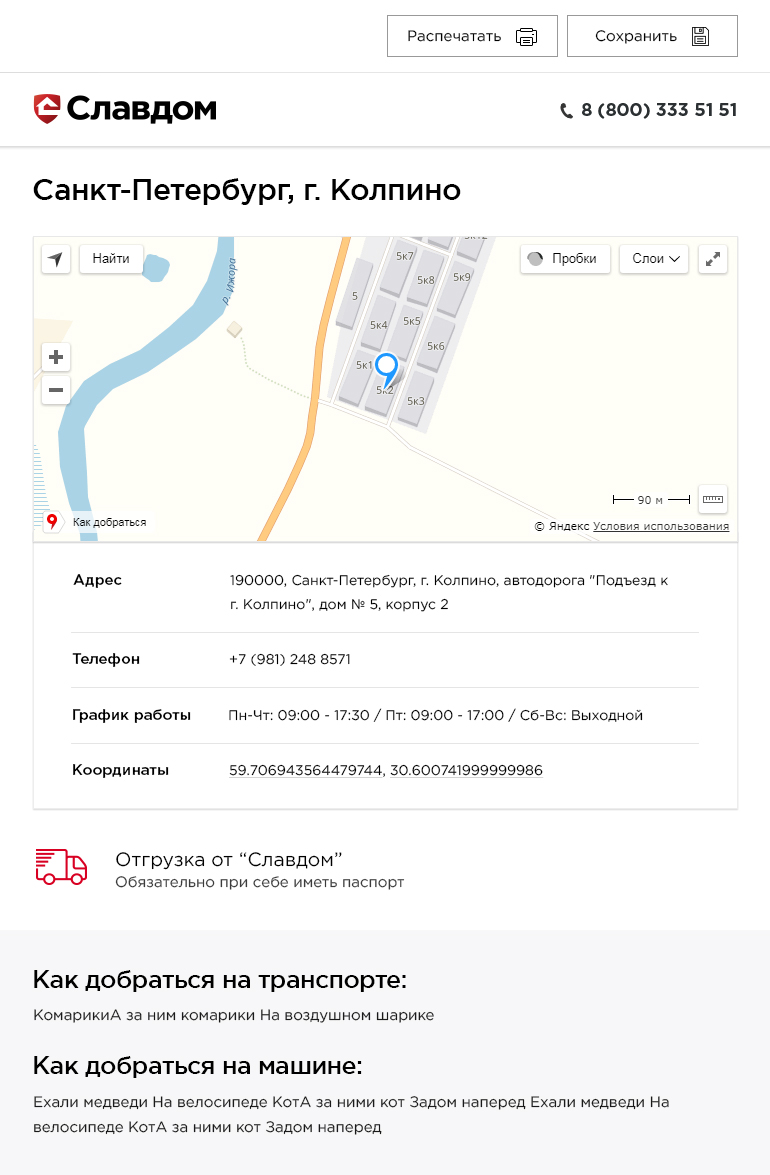 Распечатать
Сохранить
Славдом
8 (800) 333 51 51
Санкт-Петербург, г. Колпино
Найти
Пробки
Слои
р. Ижора
5к12
5к7
5к8
5к9
5
5к4
5к5
5к6
5к1
5к2
5к3
90 м
Как добраться
© Яндекс Условия использования
Адрес
190000, Санкт-Петербург, г. Колпино, автодорога "Подъезд к
г. Колпино", дом № 5, корпус 2
Телефон
+7 (981) 248 8571
График работы
Пн-Чт: 09:00 - 17:30 / Пт: 09:00 - 17:00 / Сб-Вс: Выходной
Координаты
59.706943564479744, 30.600741999999986
Отгрузка от “Славдом”
Обязательно при себе иметь паспорт
Как добраться на транспорте:
КомарикиА за ним комарики На воздушном шарике
Как добраться на машине:
Ехали медведи На велосипеде КотА за ними кот Задом наперед Ехали медведи На
велосипеде КотА за ними кот Задом наперед